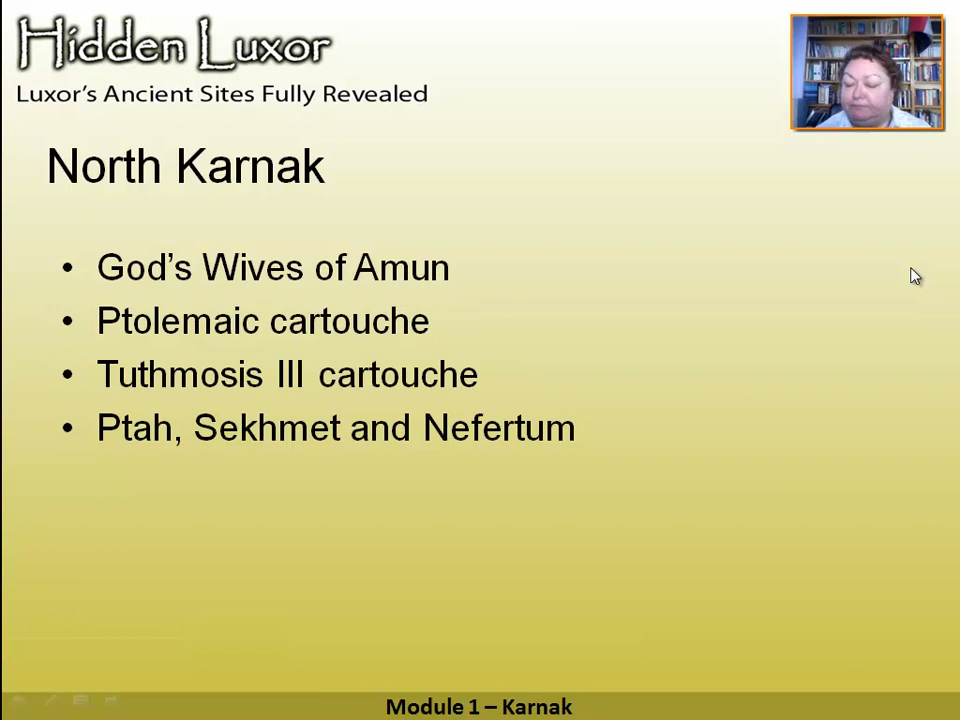 Hidden Luxor
Luxor's Ancient Sites Fully Revealed
North Karnak
• God's Wives of Amun
• Ptolemaic cartouche
• Tuthmosis III cartouche
• Ptah, Sekhmet and Nefertum
Module 1 – Karnak